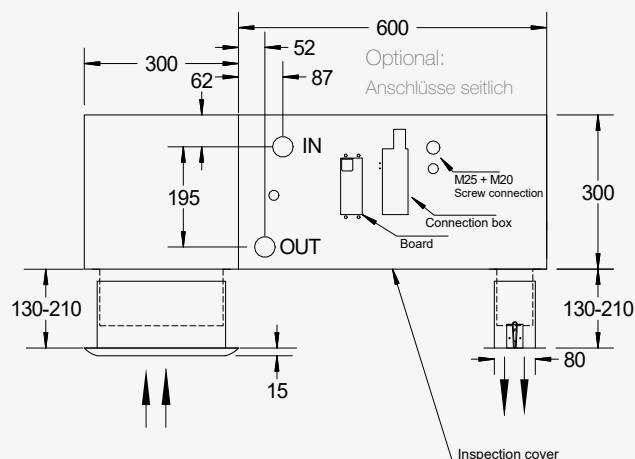 600
52
300
62
87
Optional:
Anschlüsse seitlich
IN
M25 + M20
Screw connection
195
300
Connection box
OUT
Board
130-210
130-210
80
15
Inspection cover